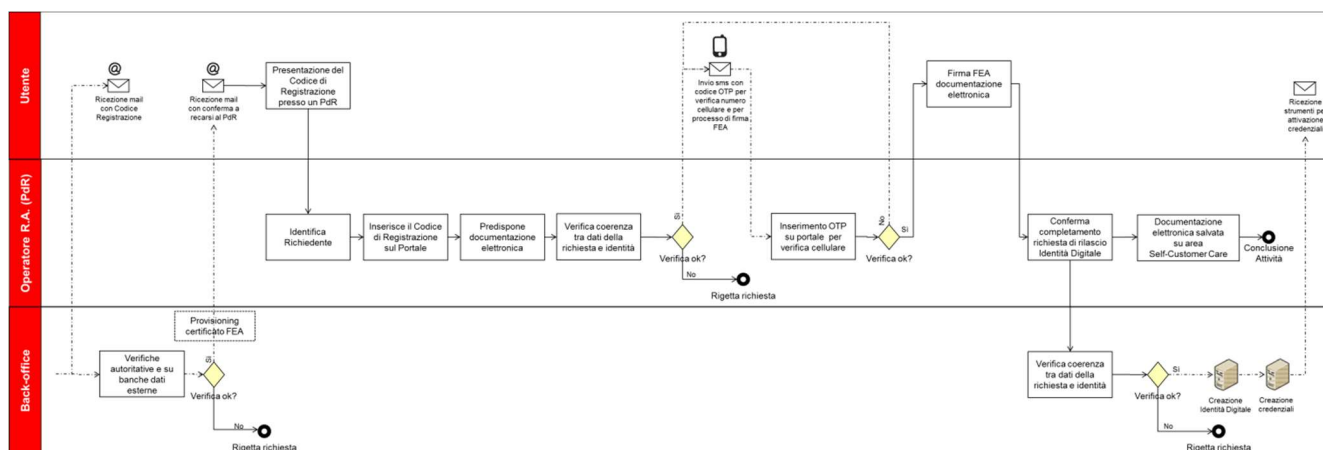 Utente
@
Ricezione mail
con Codice
Registrazione
@
Ricezione mail
con conferma a
recarsi al PdR
Presentazione del
Codice di
Registrazione
presso un PdR
Invio sms con
codice OTP per
verifica numero
cellulare e per
processo di firma
FEA
Firma FEA
documentazione
elettronica
Ricezione
strumenti per
attivazione
credenziali
Operatore R.A. (PdR)
Identifica
Richiedente
Inserisce il Codice
di Registrazione
sul Portale
Predispone
documentazione
elettronica
Verifica coerenza
tra dati della
richiesta e identità
Si
Verifica ok?
No
Rigetta richiesta
Inserimento OTP
su portale per
verifica cellulare
No
Si
Verifica ok?
Conferma
completamento
richiesta di rilascio
Identità Digitale
Documentazione
elettronica salvata
su area
Self-Customer Care
Conclusione
Attività
Back-office
Provisioning
certificato FEA
Verifiche
autoritative e su
banche dati
esterne
Si
Verifica ok?
No
Rigetta richiesta
Verifica coerenza
tra dati della
richiesta e identità
Si
Verifica ok?
No
Rigetta richiesta
Creazione
Identità Digitale
Creazione
credenziali